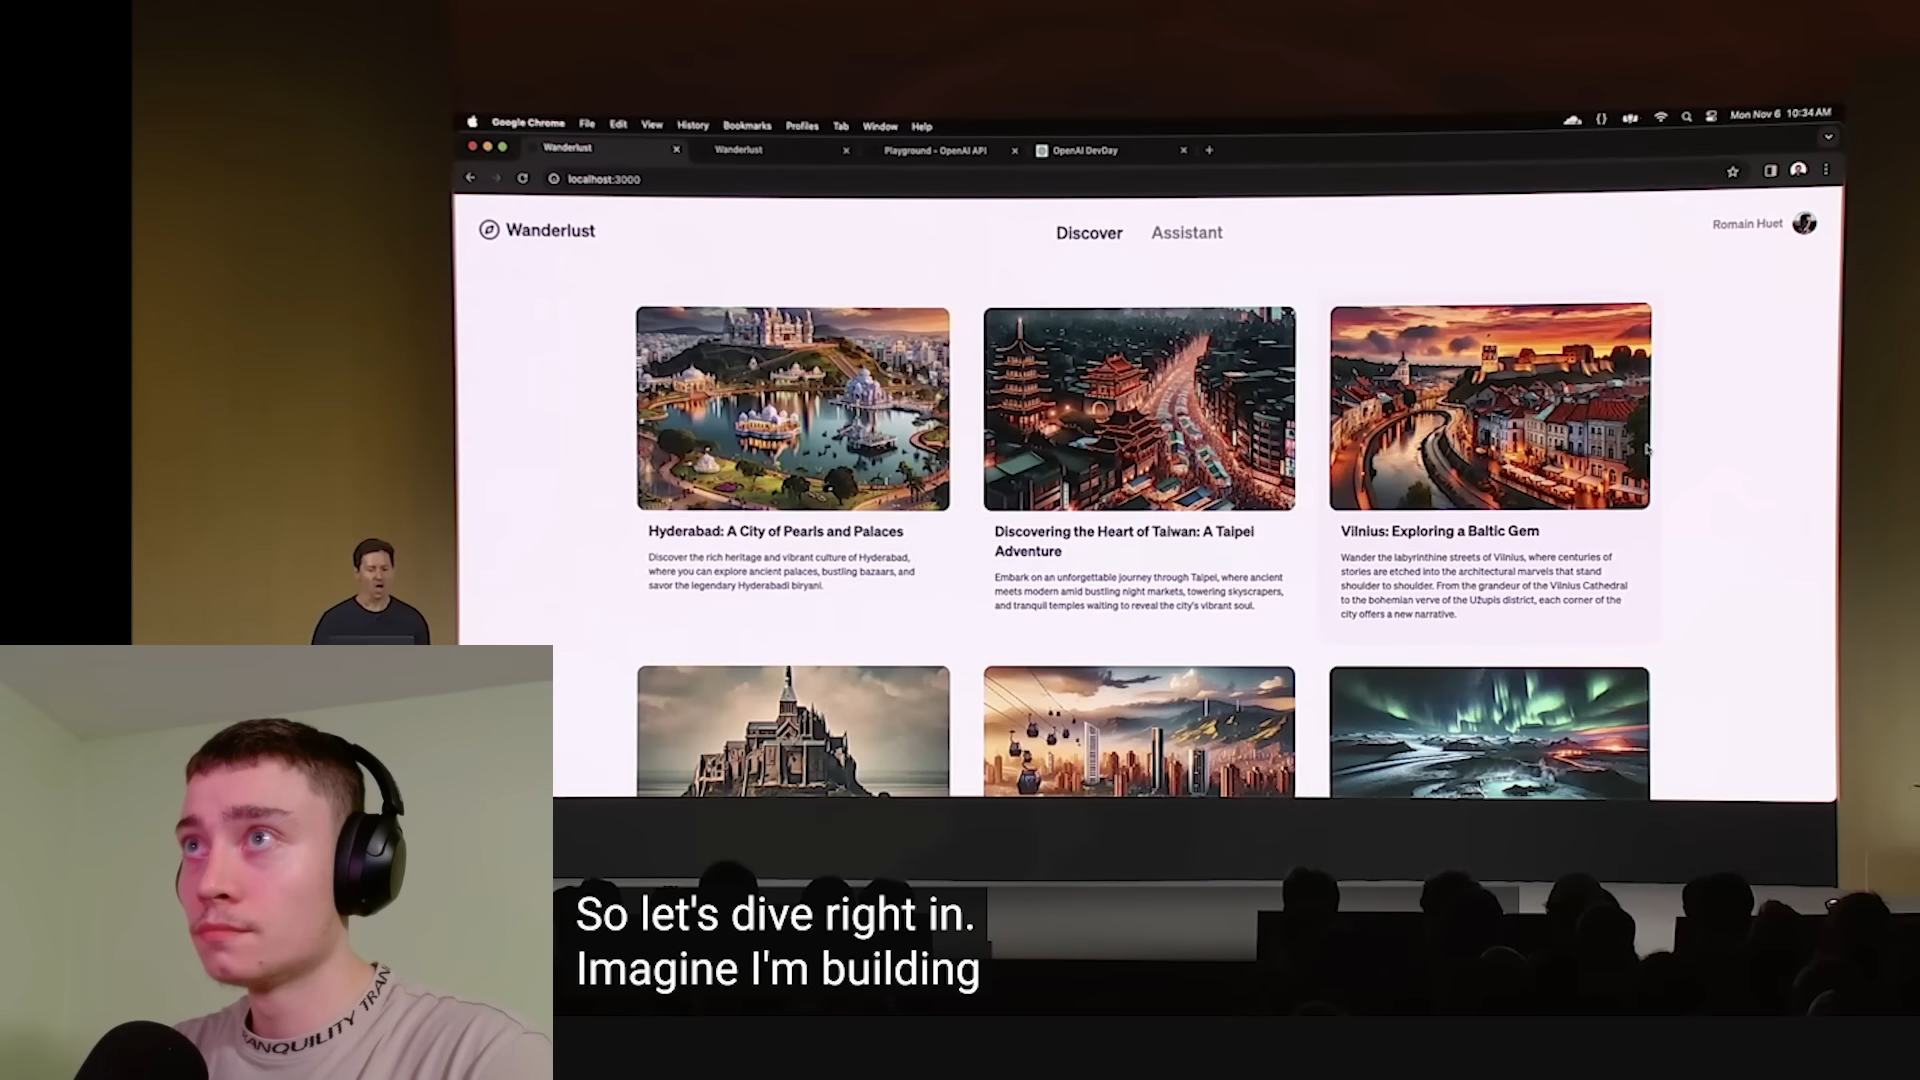 Google Chrome File Edit View History Bookmarks Profiles Tab Window Help
Mon Nov 6 10:34 AM
Wanderlust
Wanderlust
Playground - OpenAI API
OpenAI DevDay
localhost:3000
Wanderlust
Discover Assistant
Romain Huet
Hyderabad: A City of Pearls and Palaces
Discover the rich heritage and vibrant culture of Hyderabad,
where you can explore ancient palaces, bustling bazaars, and
savor the legendary Hyderabadi biryani.
Discovering the Heart of Taiwan: A Taipei
Adventure
Embark on an unforgettable journey through Taipei, where ancient
meets modern amid bustling night markets, towering skyscrapers,
and tranquil temples waiting to reveal the city's vibrant soul.
Vilnius: Exploring a Baltic Gem
Wander the labyrinthine streets of Vilnius, where centuries of
stories are etched into the architectural marvels that stand
shoulder to shoulder. From the grandeur of the Vilnius Cathedral
to the bohemian verve of the Užupis district, each corner of the
city offers a new narrative.
So let's dive right in.
Imagine I'm building
TRANQUILITY TRAN